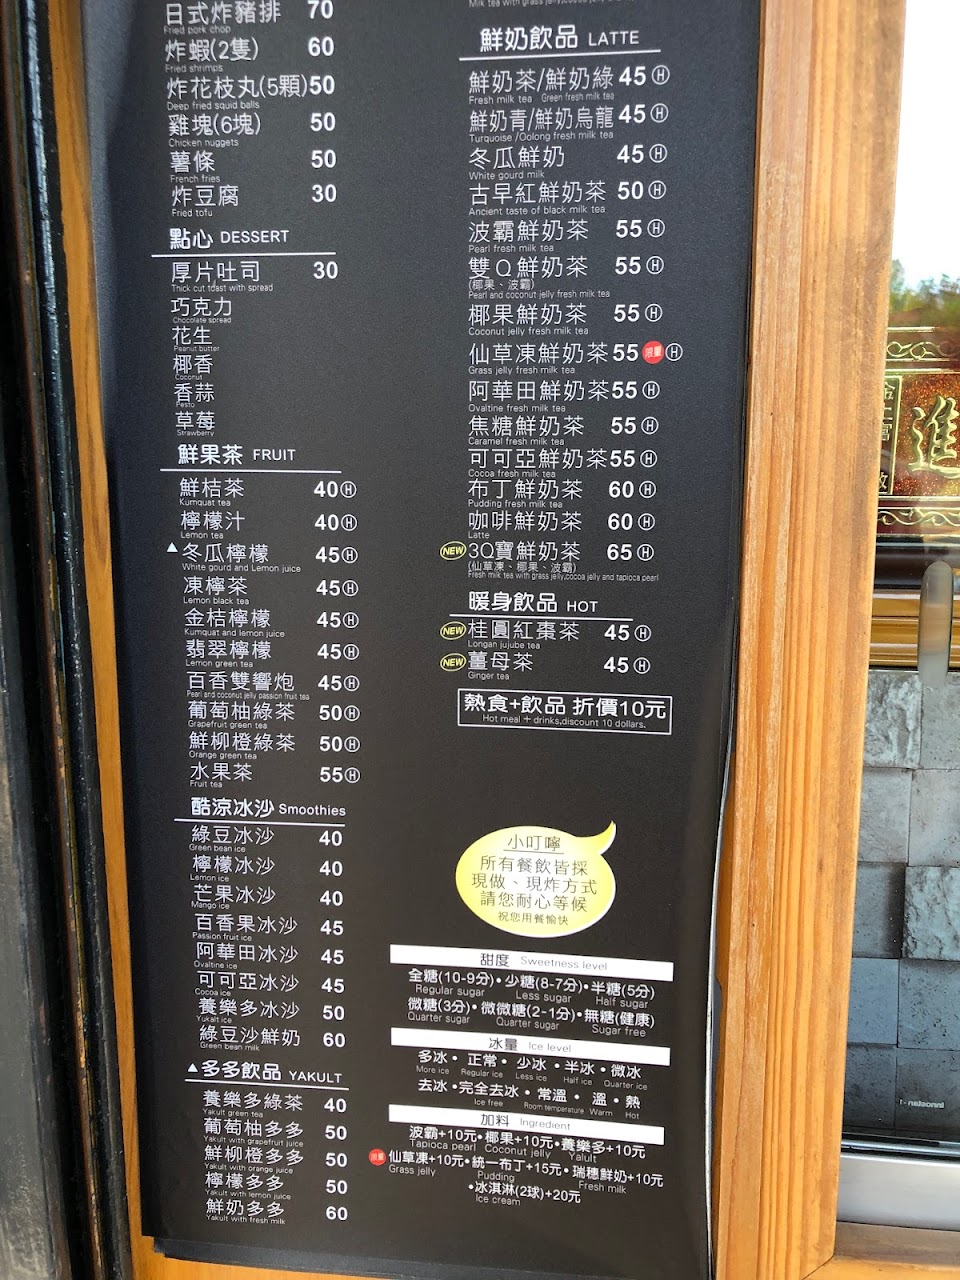 日式炸豬排 70
Fried pork chop
炸蝦(2隻) 60
Fried shrimps
炸花枝丸(5顆) 50
Deep fried squid balls
雞塊(6塊) 50
Chicken nuggets
薯條 50
French fries
炸豆腐 30
Fried tofu
點心 DESSERT
厚片吐司 30
Thick cut toast with spread
巧克力
Chocolate spread
花生
Peanut butter
椰香
Coconut
香蒜
Pesto
草莓
Strawberry
鮮果茶 FRUIT
鮮桔茶 40 H
Kumquat tea
檸檬汁 40 H
Lemon tea
▲冬瓜檸檬 45 H
White gourd and Lemon juice
凍檸茶 45 H
Lemon black tea
金桔檸檬 45 H
Kumquat and lemon juice
翡翠檸檬 45 H
Lemon green tea
百香雙響炮 45 H
Pearl and coconut jelly passion fruit tea
葡萄柚綠茶 50 H
Grapefruit green tea
鮮柳橙綠茶 50 H
Orange green tea
水果茶 55 H
Fruit tea
酷涼冰沙 Smoothies
綠豆冰沙 40
Green bean ice
檸檬冰沙 40
Lemon ice
芒果冰沙 40
Mango ice
百香果冰沙 45
Passion fruit ice
阿華田冰沙 45
Ovaltine ice
可可亞冰沙 45
Cocoa ice
養樂多冰沙 50
Yukalt ice
綠豆沙鮮奶 60
Green bean milk
▲多多飲品 YAKULT
養樂多綠茶 40
Yakult green tea
葡萄柚多多 50
Yakult with grapefruit juice
鮮柳橙多多 50
Yakult with orange juice
檸檬多多 50
Yakult with lemon juice
鮮奶多多 60
Yakult with fresh milk
鮮奶飲品 LATTE
鮮奶茶/鮮奶綠 45 H
Fresh milk tea Green fresh milk tea
鮮奶青/鮮奶烏龍 45 H
Turquoise /Oolong fresh milk tea
冬瓜鮮奶 45 H
White gourd milk
古早紅鮮奶茶 50 H
Ancient taste of black milk tea
波霸鮮奶茶 55 H
Pearl fresh milk tea
雙Q鮮奶茶 55 H
(椰果、波霸)
Pearl and coconut jelly fresh milk tea
椰果鮮奶茶 55 H
Coconut jelly fresh milk tea
仙草凍鮮奶茶 55 限量 H
Grass jelly fresh milk tea
阿華田鮮奶茶 55 H
Ovaltine fresh milk tea
焦糖鮮奶茶 55 H
Caramel fresh milk tea
可可亞鮮奶茶 55 H
Cocoa fresh milk tea
布丁鮮奶茶 60 H
Pudding fresh milk tea
咖啡鮮奶茶 60 H
Latte
NEW 3Q寶鮮奶茶 65 H
(仙草凍、椰果、波霸)
Fresh milk tea with grass jelly,cocoa jelly and tapioca pearl
暖身飲品 HOT
NEW 桂圓紅棗茶 45 H
Longan jujube tea
NEW 薑母茶 45 H
Ginger tea
熱食+飲品 折價10元
Hot meal + drinks,discount 10 dollars.
小叮嚀
所有餐飲皆採
現做、現炸方式
請您耐心等候
祝您用餐愉快
甜度 Sweetness level
全糖(10-9分)•少糖(8-7分)•半糖(5分)
Regular sugar Less sugar Half sugar
微糖(3分)•微微糖(2-1分)•無糖(健康)
Quarter sugar Quarter sugar Sugar free
冰量 Ice level
多冰•正常•少冰•半冰•微冰
More ice Regular ice Less ice Half ice Quarter ice
去冰•完全去冰•常溫•溫•熱
Ice free Room temperature Warm Hot
加料 Ingredient
波霸+10元•椰果+10元•養樂多+10元
Tapioca pearl Coconut jelly Yalult
限量 仙草凍+10元•統一布丁+15元•瑞穗鮮奶+10元
Grass jelly Pudding Fresh milk
•冰淇淋(2球)+20元
Ice cream
進